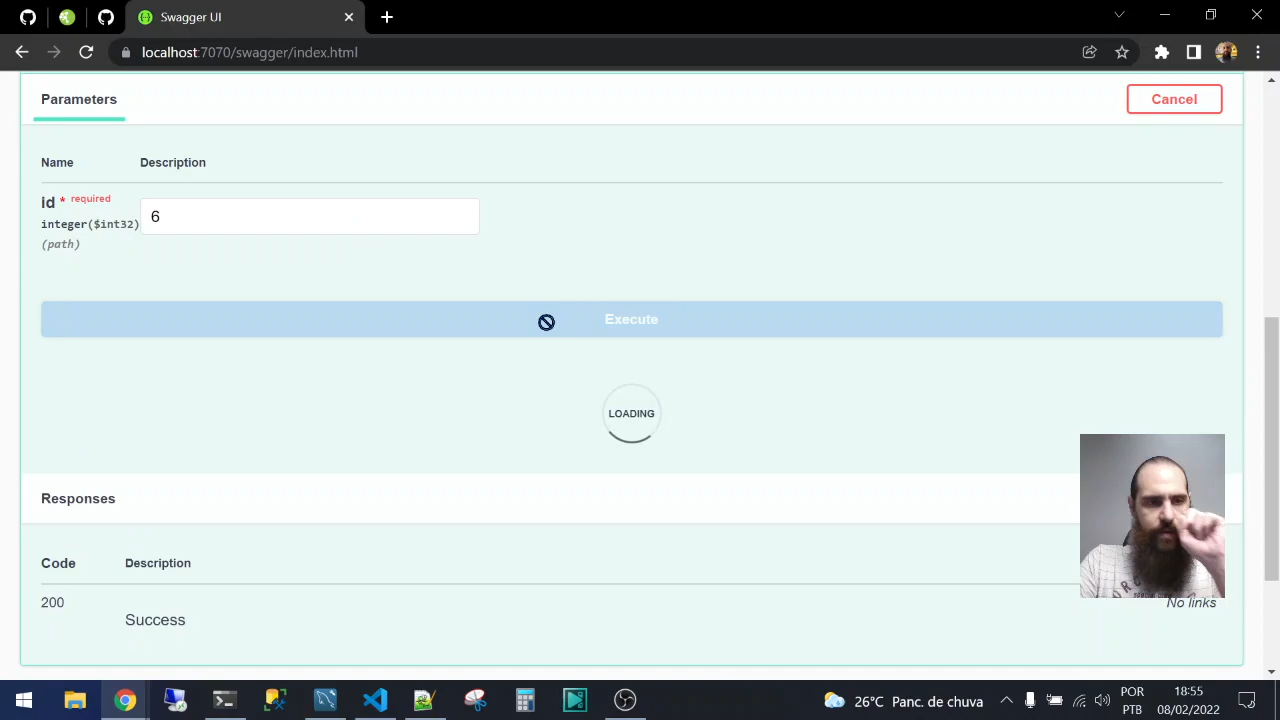 Swagger UI
localhost:7070/swagger/index.html
Parameters
Cancel
Name Description
id * required
integer($int32)
(path)
6
Execute
LOADING
Responses
Code Description
200 Success
No links
26°C Panc. de chuva
POR
PTB
18:55
08/02/2022